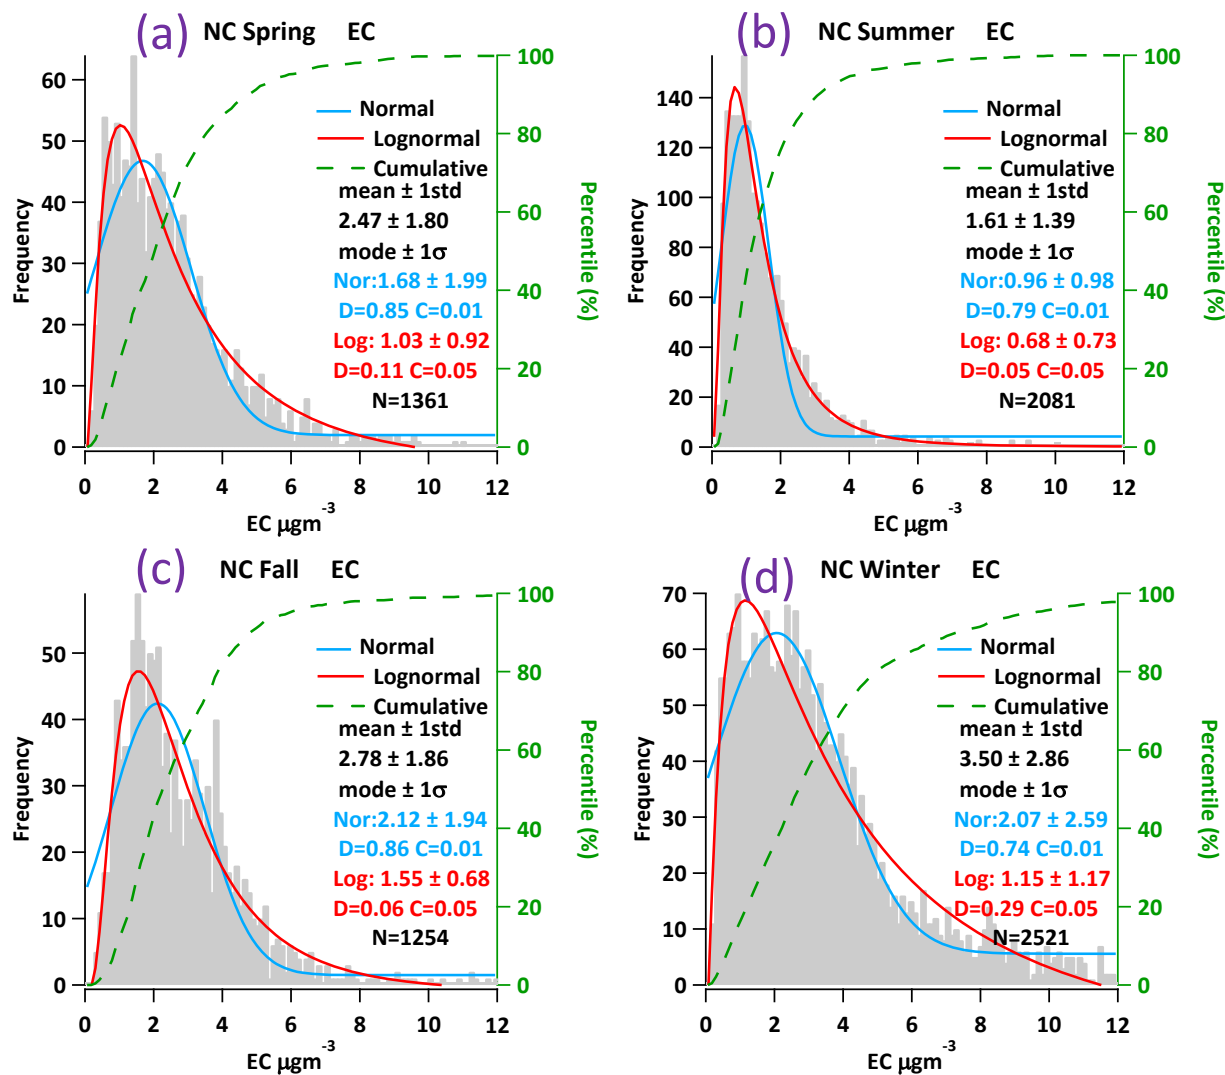 (a) NC Spring EC
60
50
40
30
20
10
0
Frequency
100
80
60
40
20
0
Percentile (%)
Normal
Lognormal
Cumulative
mean ± 1std
2.47 ± 1.80
mode ± 1σ
Nor:1.68 ± 1.99
D=0.85 C=0.01
Log: 1.03 ± 0.92
D=0.11 C=0.05
N=1361
0 2 4 6 8 10 12
EC μgm-3
(b) NC Summer EC
140
120
100
80
60
40
20
0
Frequency
100
80
60
40
20
0
Percentile (%)
Normal
Lognormal
Cumulative
mean ± 1std
1.61 ± 1.39
mode ± 1σ
Nor:0.96 ± 0.98
D=0.79 C=0.01
Log: 0.68 ± 0.73
D=0.05 C=0.05
N=2081
0 2 4 6 8 10 12
EC μgm-3
(c) NC Fall EC
50
40
30
20
10
0
Frequency
100
80
60
40
20
0
Percentile (%)
Normal
Lognormal
Cumulative
mean ± 1std
2.78 ± 1.86
mode ± 1σ
Nor:2.12 ± 1.94
D=0.86 C=0.01
Log: 1.55 ± 0.68
D=0.06 C=0.05
N=1254
0 2 4 6 8 10 12
EC μgm-3
(d) NC Winter EC
70
60
50
40
30
20
10
0
Frequency
100
80
60
40
20
0
Percentile (%)
Normal
Lognormal
Cumulative
mean ± 1std
3.50 ± 2.86
mode ± 1σ
Nor:2.07 ± 2.59
D=0.74 C=0.01
Log: 1.15 ± 1.17
D=0.29 C=0.05
N=2521
0 2 4 6 8 10 12
EC μgm-3